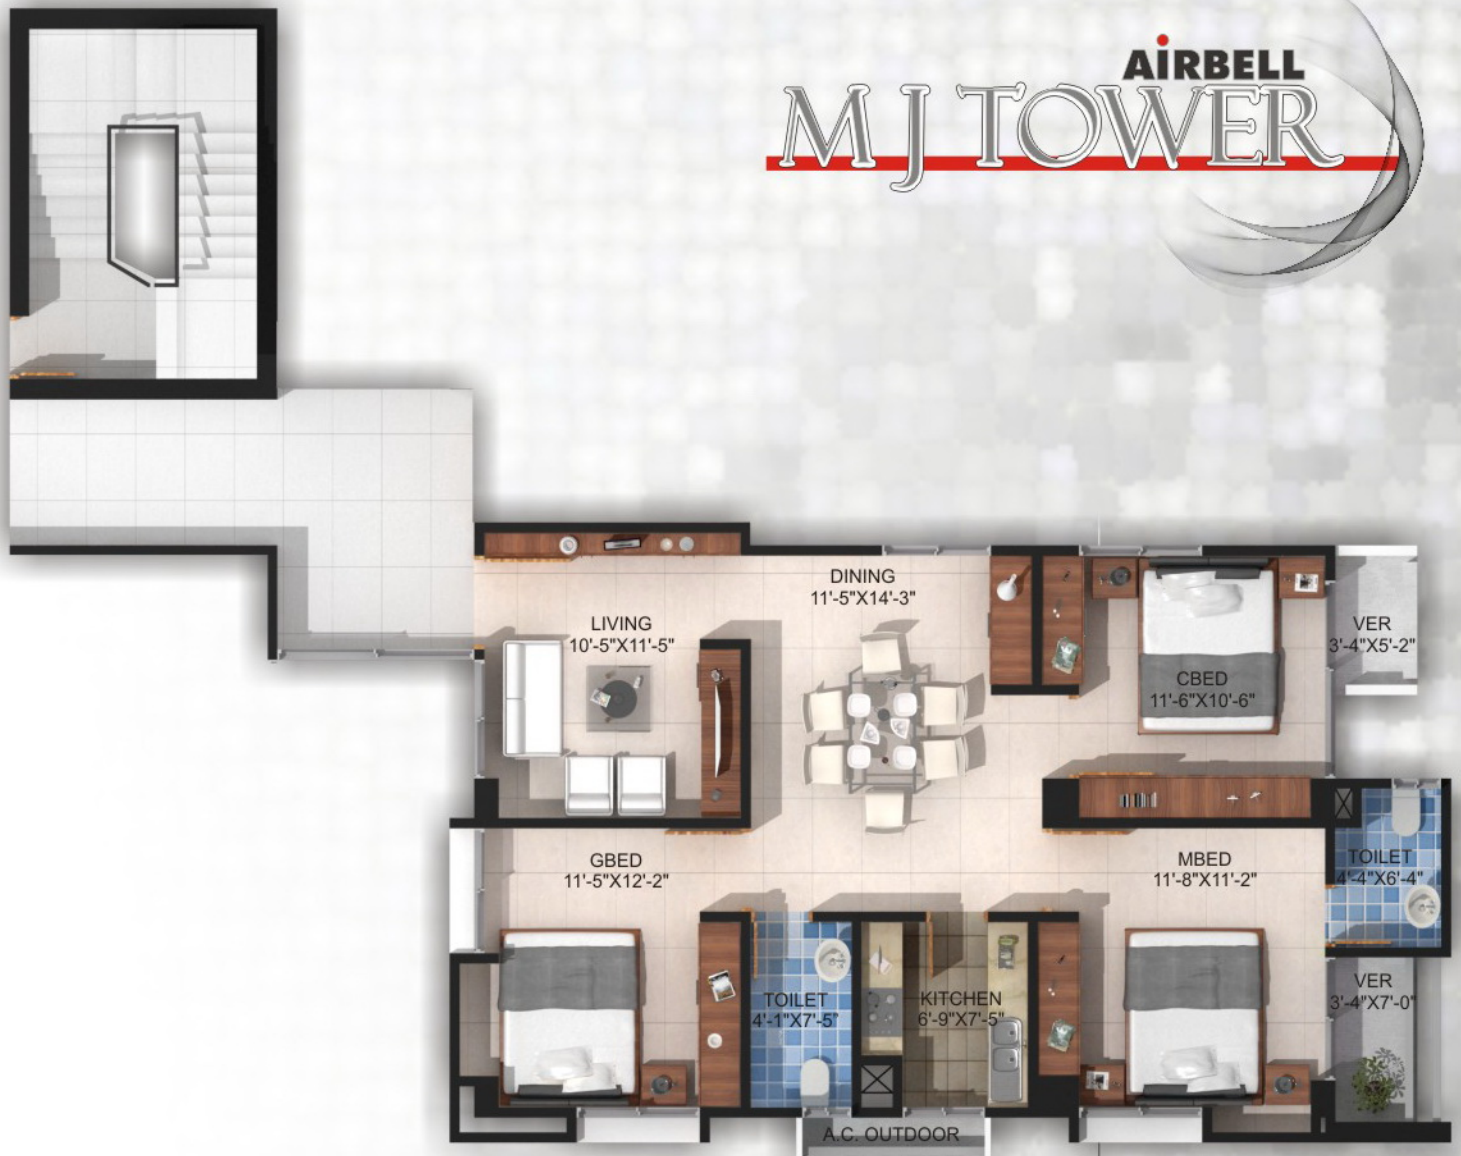 AiRBELL
M J TOWER
DINING
11'-5"X14'-3"
LIVING
10'-5"X11'-5"
VER
3'-4"X5'-2"
CBED
11'-6"X10'-6"
GBED
11'-5"X12'-2"
MBED
11'-8"X11'-2"
TOILET
4'-4"X6'-4"
TOILET
4'-1"X7'-5"
KITCHEN
6'-9"X7'-5"
VER
3'-4"X7'-0"
A.C. OUTDOOR